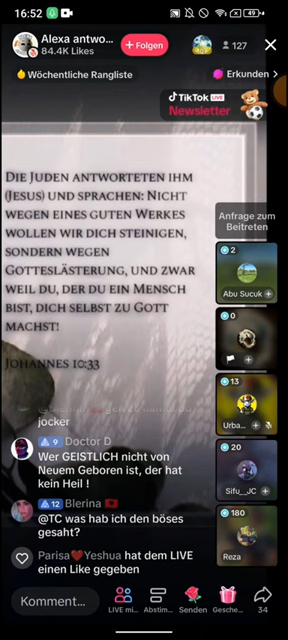 16:52
49
Alexa antwo...
84.4K Likes
+ Folgen
127
Wöchentliche Rangliste
Erkunden >
TikTok LIVE
Newsletter
Die Juden antworteten ihm
(Jesus) und sprachen: Nicht
wegen eines guten Werkes
wollen wir dich steinigen,
sondern wegen
Gotteslästerung, und zwar
weil du, der du ein Mensch
bist, dich selbst zu Gott
machst!
Johannes 10:33
Anfrage zum
Beitreten
2
Abu Sucuk
0
13
Urba...
20
Sifu_JC
180
Reza
jocker
9 Doctor D
Wer GEISTLICH nicht von
Neuem Geboren ist, der hat
kein Heil !
12 Blerina
@TC was hab ich den böses
gesaht?
Parisa❤️Yeshua hat dem LIVE
einen Like gegeben
Komment...
LIVE mi...
Abstim...
Senden
Gesche...
34